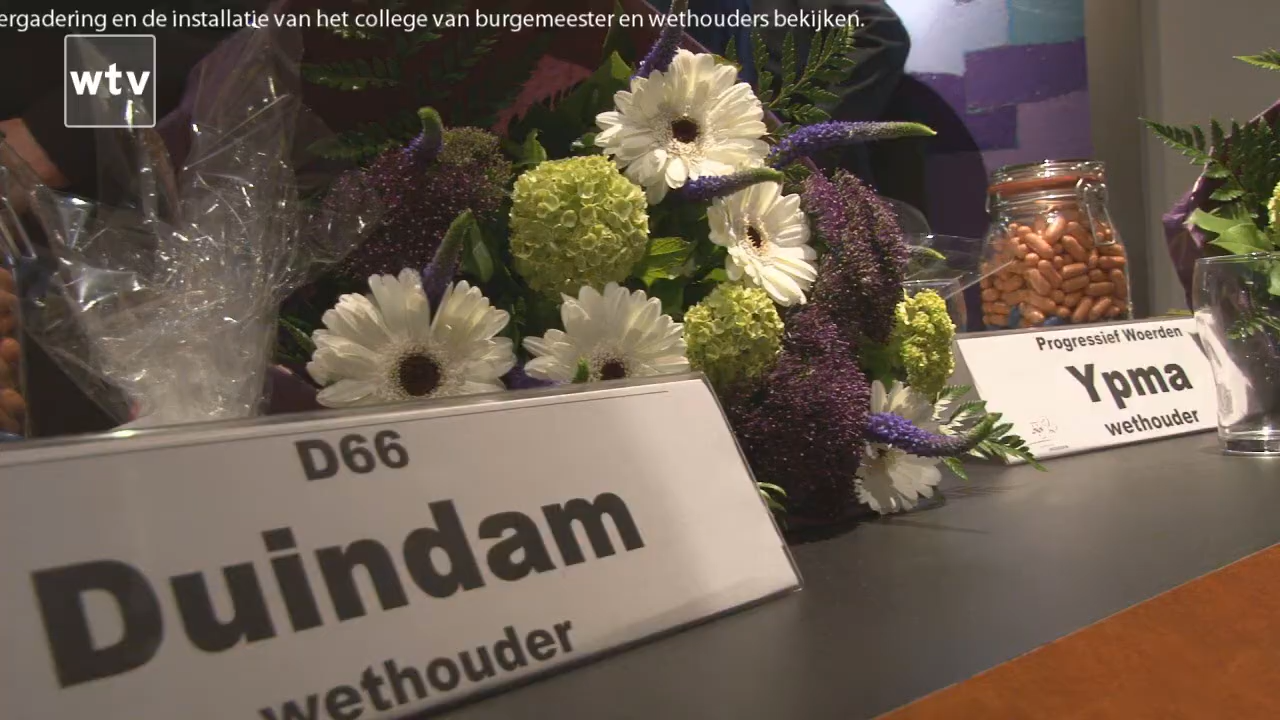 ergadering en de installatie van het college van burgemeester en wethouders bekijken.
wtv
D66
Duindam
wethouder
Progressief Woerden
Ypma
wethouder